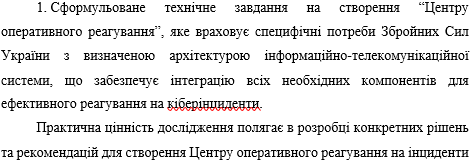 1. Сформульоване технічне завдання на створення “Центру
оперативного реагування”, яке враховує специфічні потреби Збройних Сил
України з визначеною архітектурою інформаційно-телекомунікаційної
системи, що забезпечує інтеграцію всіх необхідних компонентів для
ефективного реагування на кіберінциденти.
Практична цінність дослідження полягає в розробці конкретних рішень
та рекомендацій для створення Центру оперативного реагування на інциденти